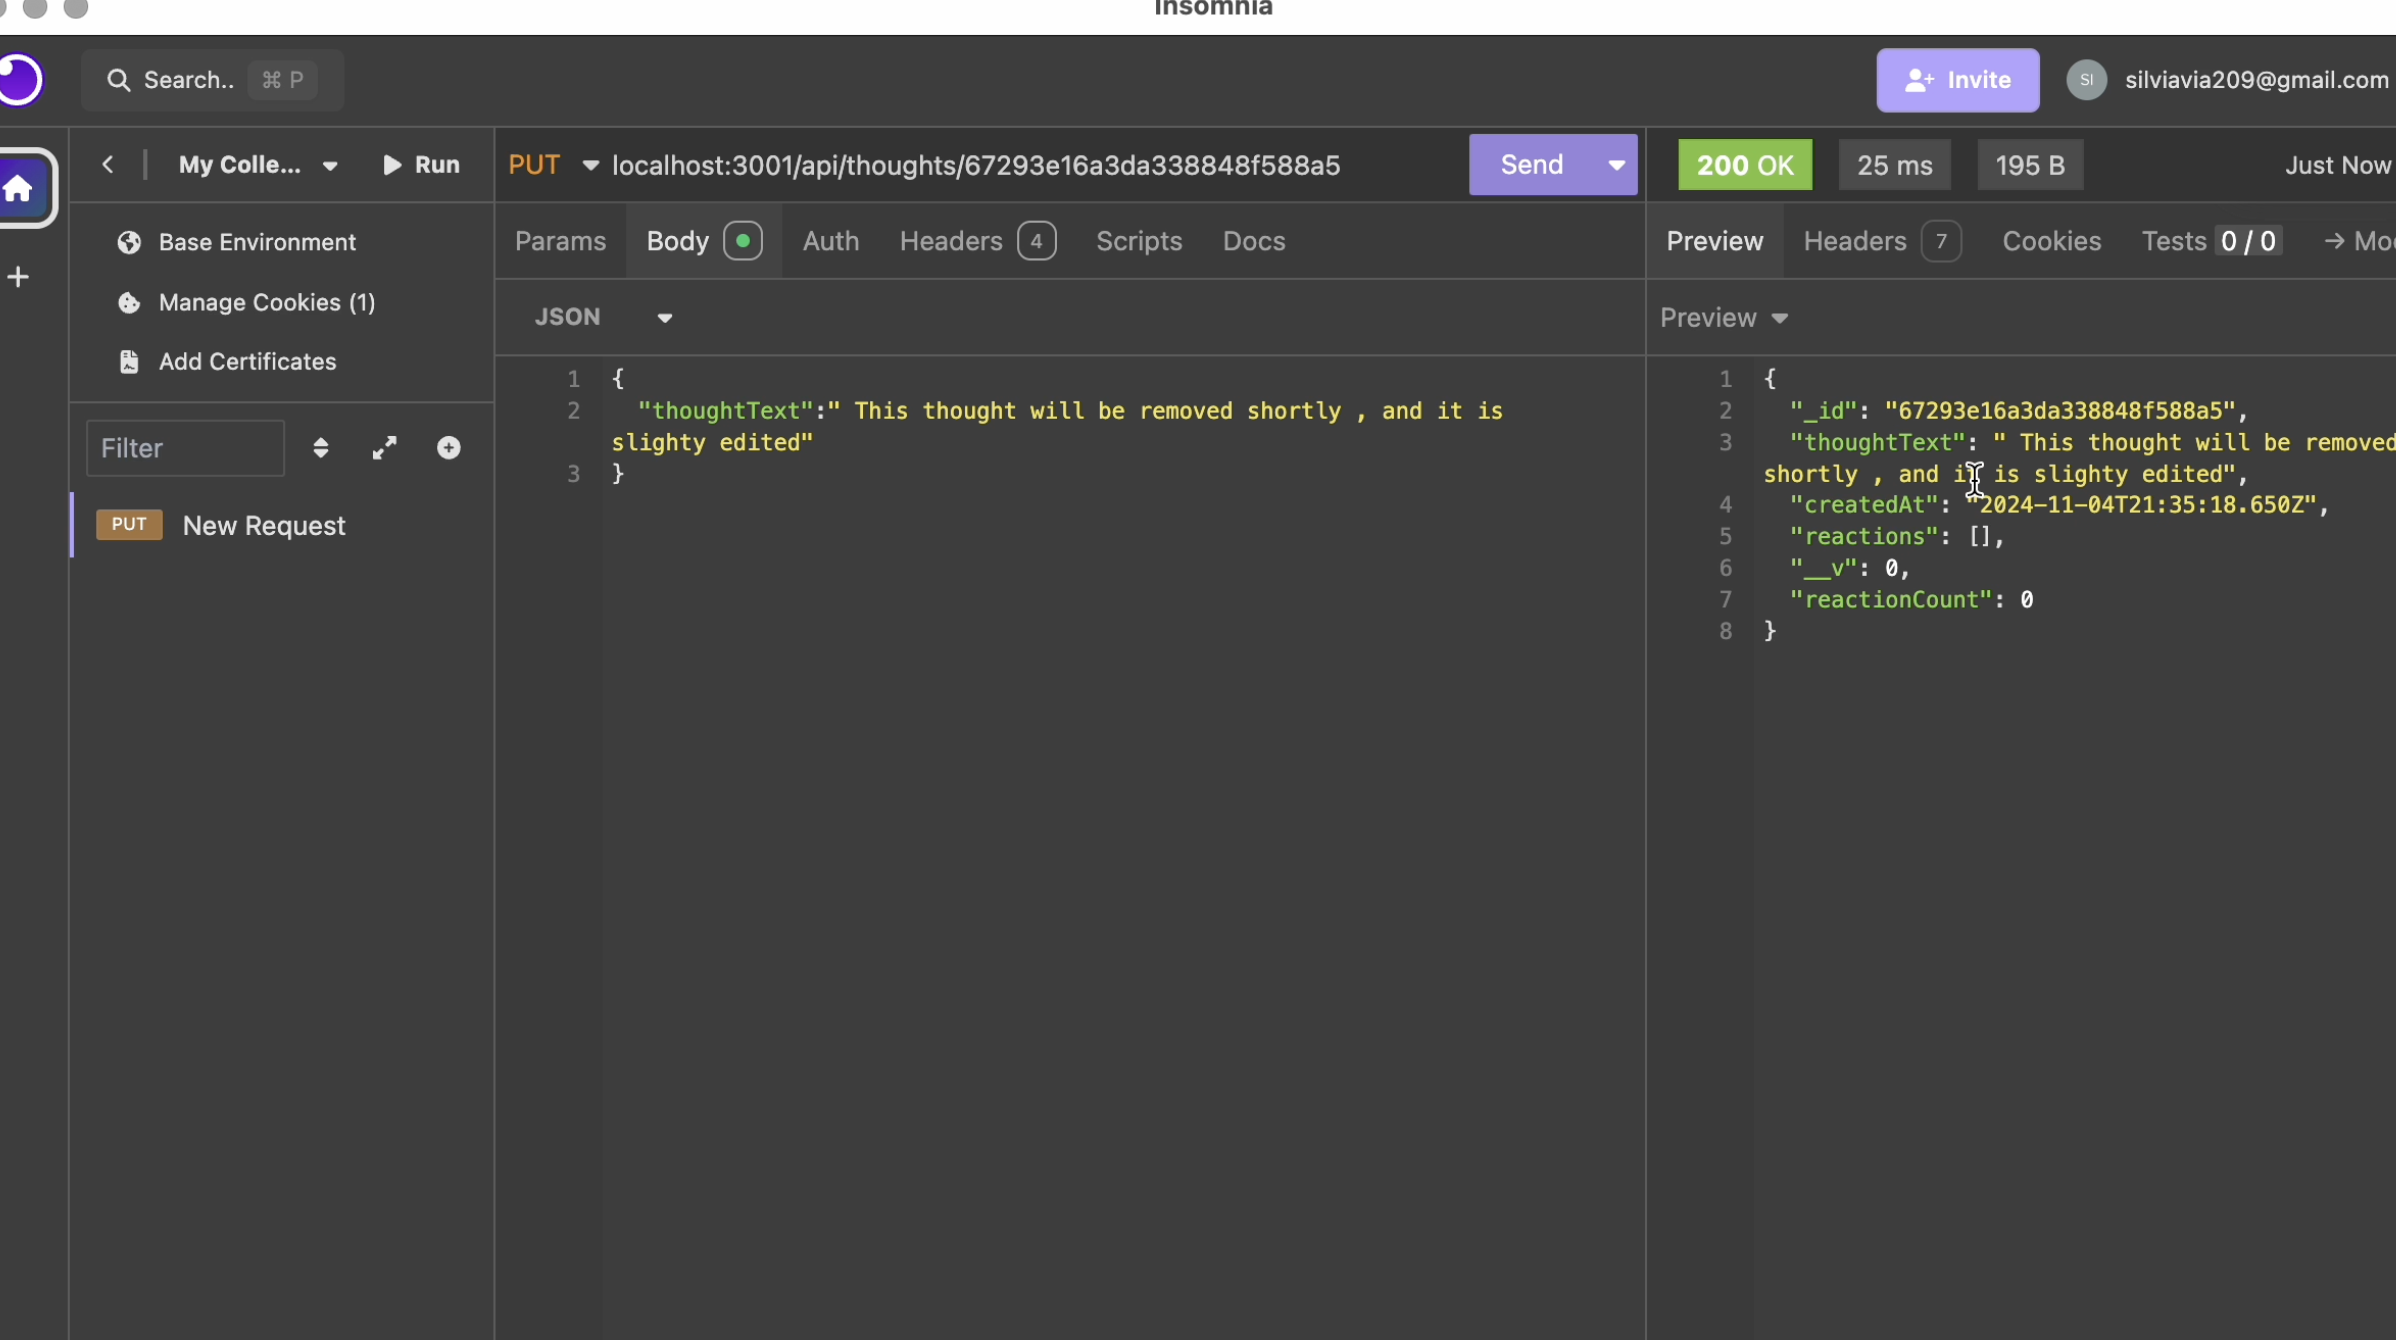 Insomnia
Search.. ⌘ P
Invite
SI silviavia209@gmail.com
My Colle... Run
PUT localhost:3001/api/thoughts/67293e16a3da338848f588a5 Send
200 OK 25 ms 195 B Just Now
Base Environment
Manage Cookies (1)
Add Certificates
Params Body Auth Headers 4 Scripts Docs
Preview Headers 7 Cookies Tests 0 / 0 → Mo
JSON
Preview
Filter
PUT New Request
1 {
2 "thoughtText":" This thought will be removed shortly , and it is
slighty edited"
3 }
1 {
2 "_id": "67293e16a3da338848f588a5",
3 "thoughtText": " This thought will be removed
shortly , and it is slighty edited",
4 "createdAt": "2024-11-04T21:35:18.650Z",
5 "reactions": [],
6 "__v": 0,
7 "reactionCount": 0
8 }